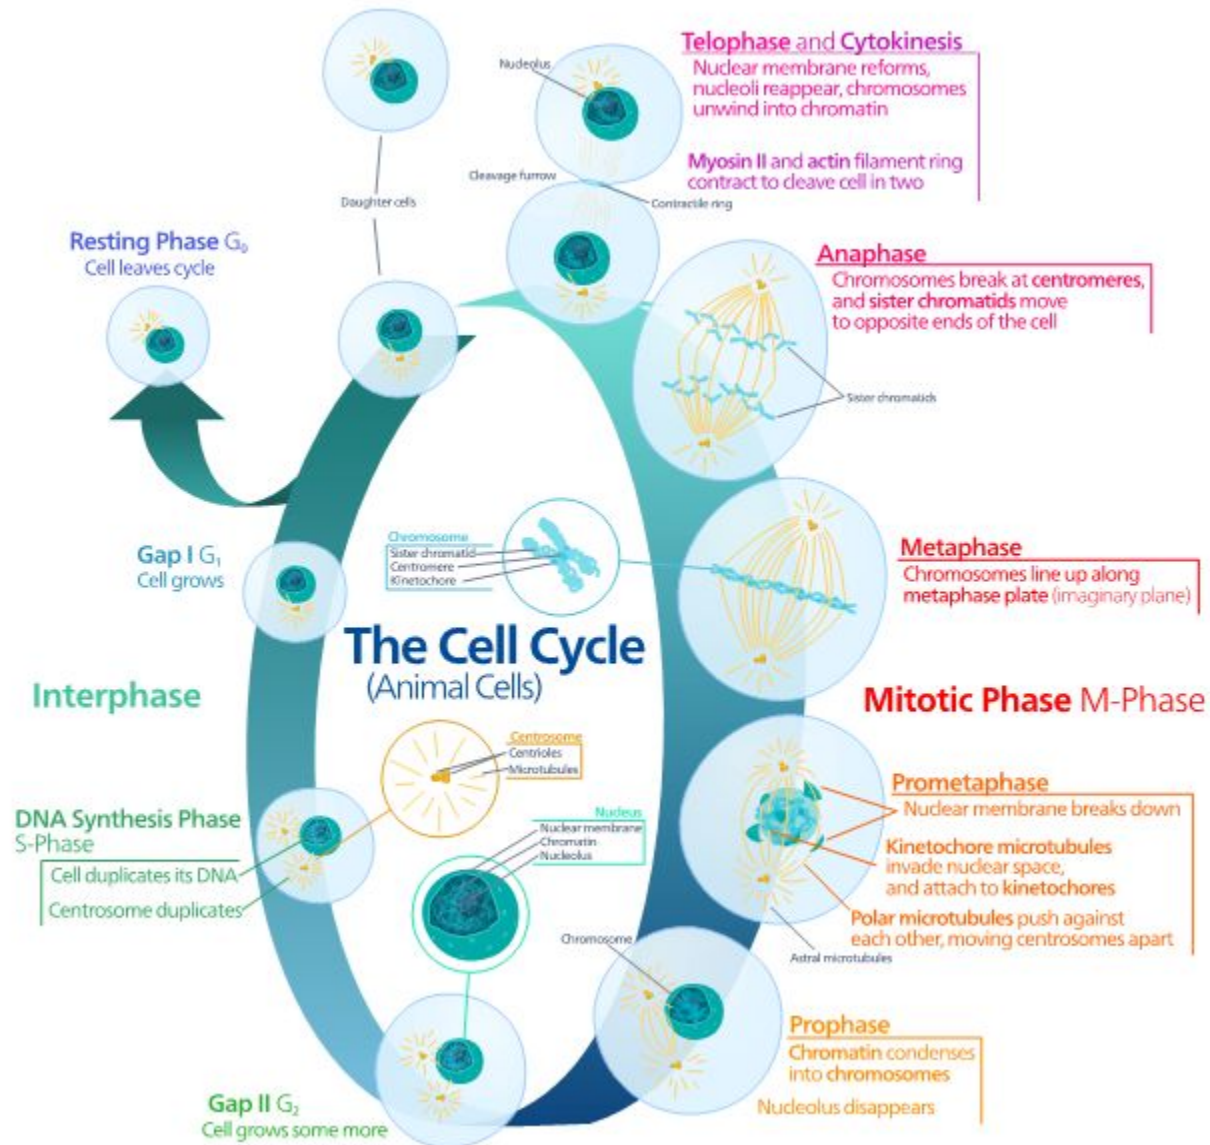 Telophase and Cytokinesis
Nuclear membrane reforms,
nucleoli reappear, chromosomes
unwind into chromatin
Myosin II and actin filament ring
contract to cleave cell in two
Nucleolus
Cleavage furrow
Contractile ring
Daughter cells
Resting Phase G₀
Cell leaves cycle
Anaphase
Chromosomes break at centromeres,
and sister chromatids move
to opposite ends of the cell
Sister chromatids
Gap I G₁
Cell grows
Chromosome
Sister chromatid
Centromere
Kinetochore
Metaphase
Chromosomes line up along
metaphase plate (imaginary plane)
The Cell Cycle
(Animal Cells)
Interphase
Mitotic Phase M-Phase
Centrosome
Centrioles
Microtubules
Prometaphase
Nuclear membrane breaks down
Kinetochore microtubules
invade nuclear space,
and attach to kinetochores
Polar microtubules push against
each other, moving centrosomes apart
Astral microtubules
DNA Synthesis Phase
S-Phase
Cell duplicates its DNA
Centrosome duplicates
Nucleus
Nuclear membrane
Chromatin
Nucleolus
Chromosome
Prophase
Chromatin condenses
into chromosomes
Nucleolus disappears
Gap II G₂
Cell grows some more